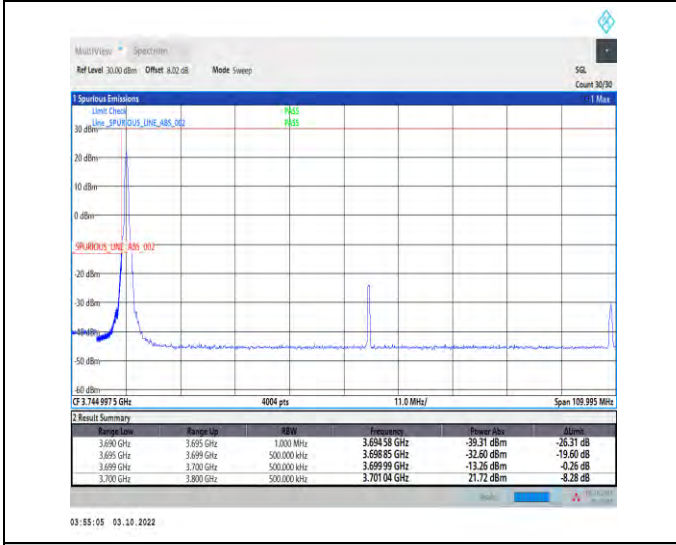 MultiView Spectrum
Ref Level 30.00 dBm Offset 8.02 dB Mode Sweep SGL
Count 30/30
1 Spurious Emissions 1 Max
Limit Check PASS
Line _SPURIOUS_LINE_ABS_002 PASS
30 dBm
20 dBm
10 dBm
0 dBm
_SPURIOUS_LINE_ABS_002
-20 dBm
-30 dBm
-40 dBm
-50 dBm
-60 dBm
CF 3.744 997 5 GHz 4004 pts 11.0 MHz/ Span 109.995 MHz
2 Result Summary
Range Low Range Up RBW Frequency Power Abs ΔLimit
3.690 GHz 3.695 GHz 1.000 MHz 3.694 58 GHz -39.31 dBm -26.31 dB
3.695 GHz 3.699 GHz 500.000 kHz 3.698 85 GHz -32.60 dBm -19.60 dB
3.699 GHz 3.700 GHz 500.000 kHz 3.699 99 GHz -13.26 dBm -0.26 dB
3.700 GHz 3.800 GHz 500.000 kHz 3.701 04 GHz 21.72 dBm -8.28 dB
03:55:05 03.10.2022